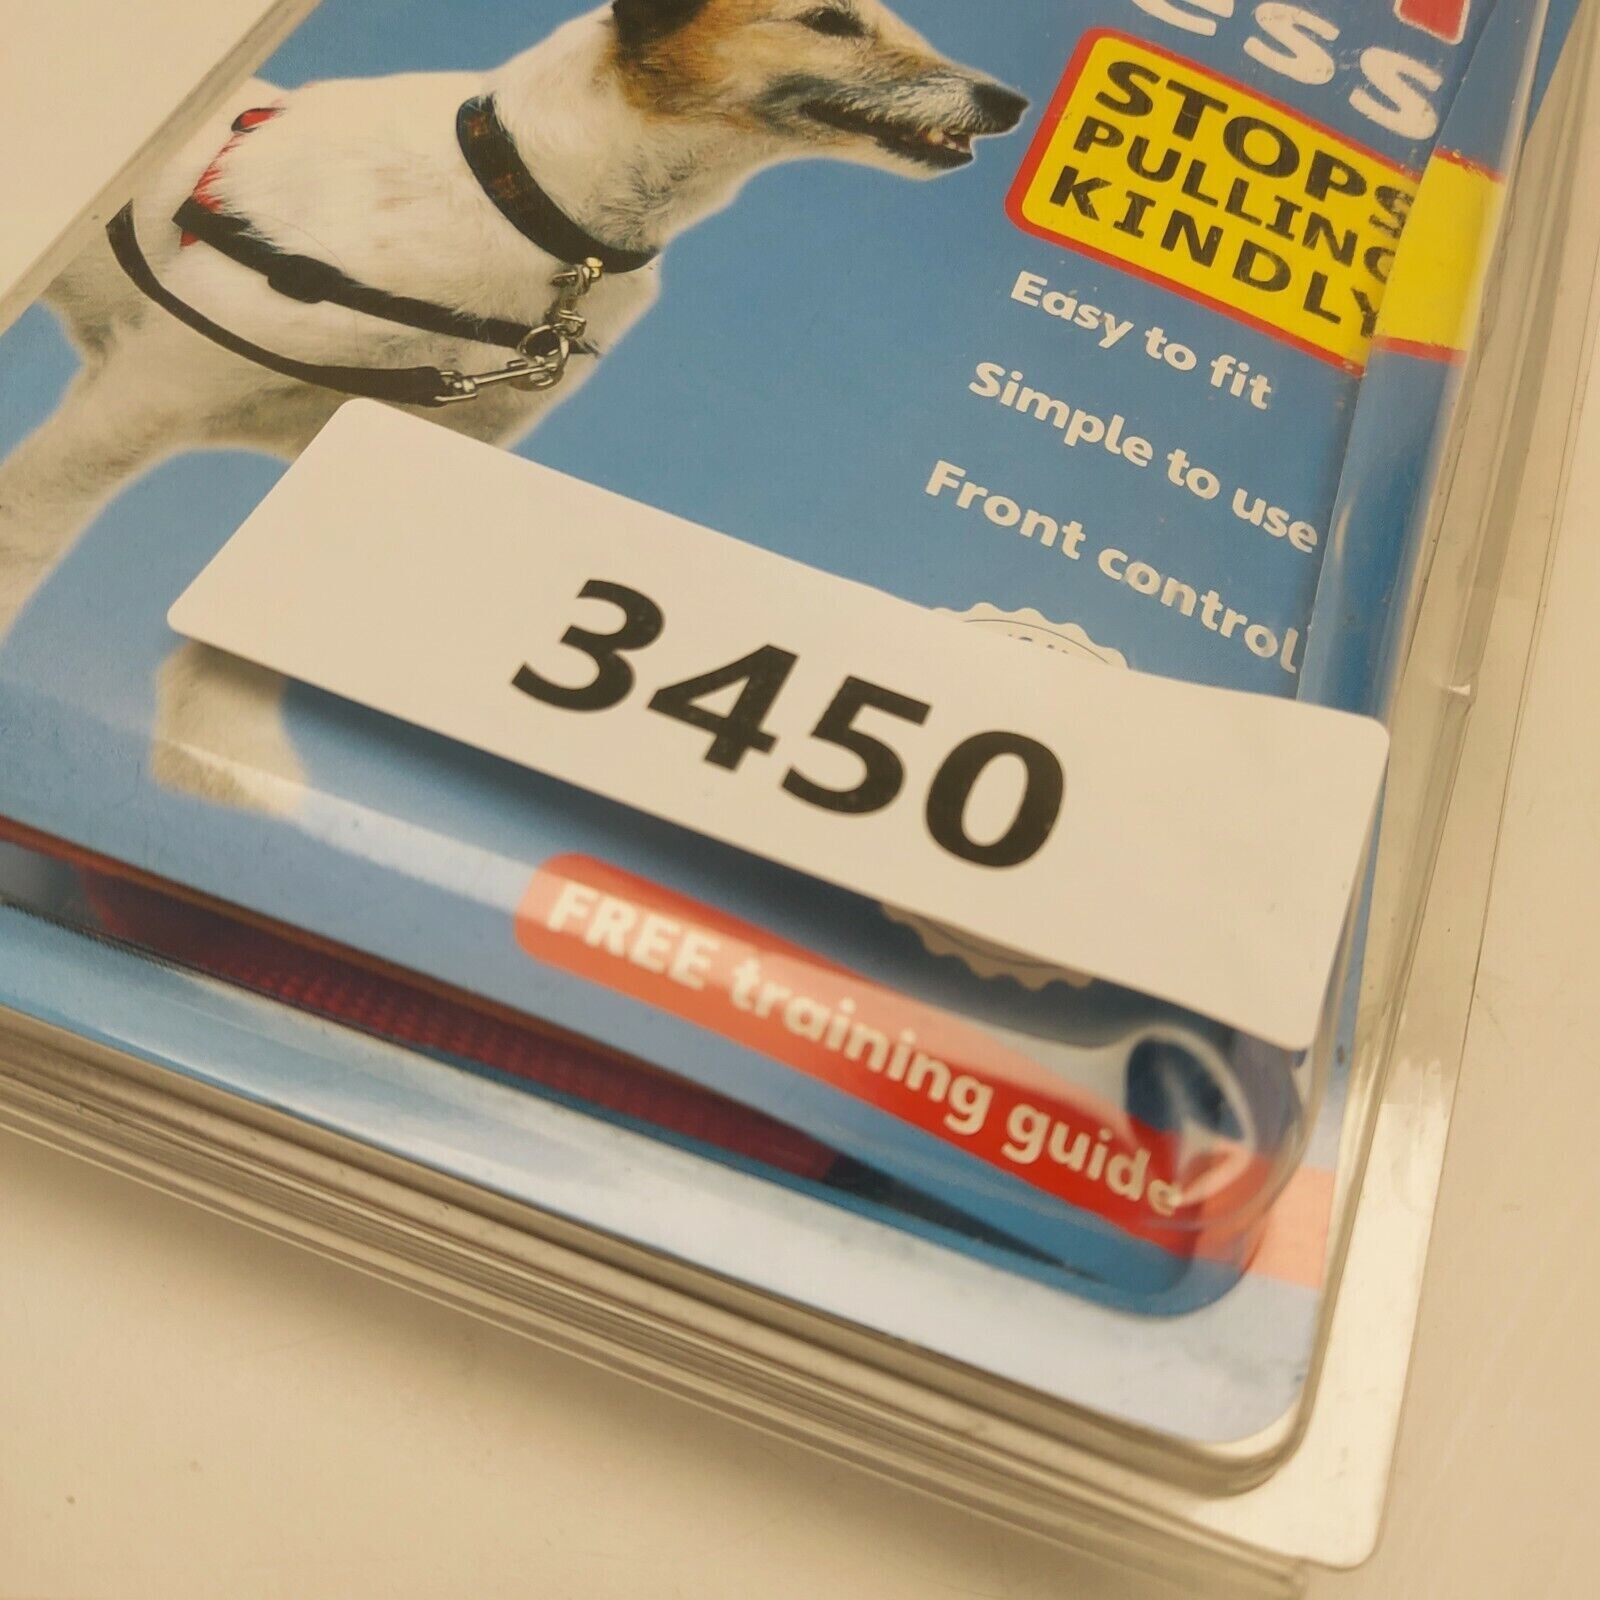 ess
STOPS
PULLING
KINDLY
Easy to fit
Simple to use
Front control
3450
FREE training guide